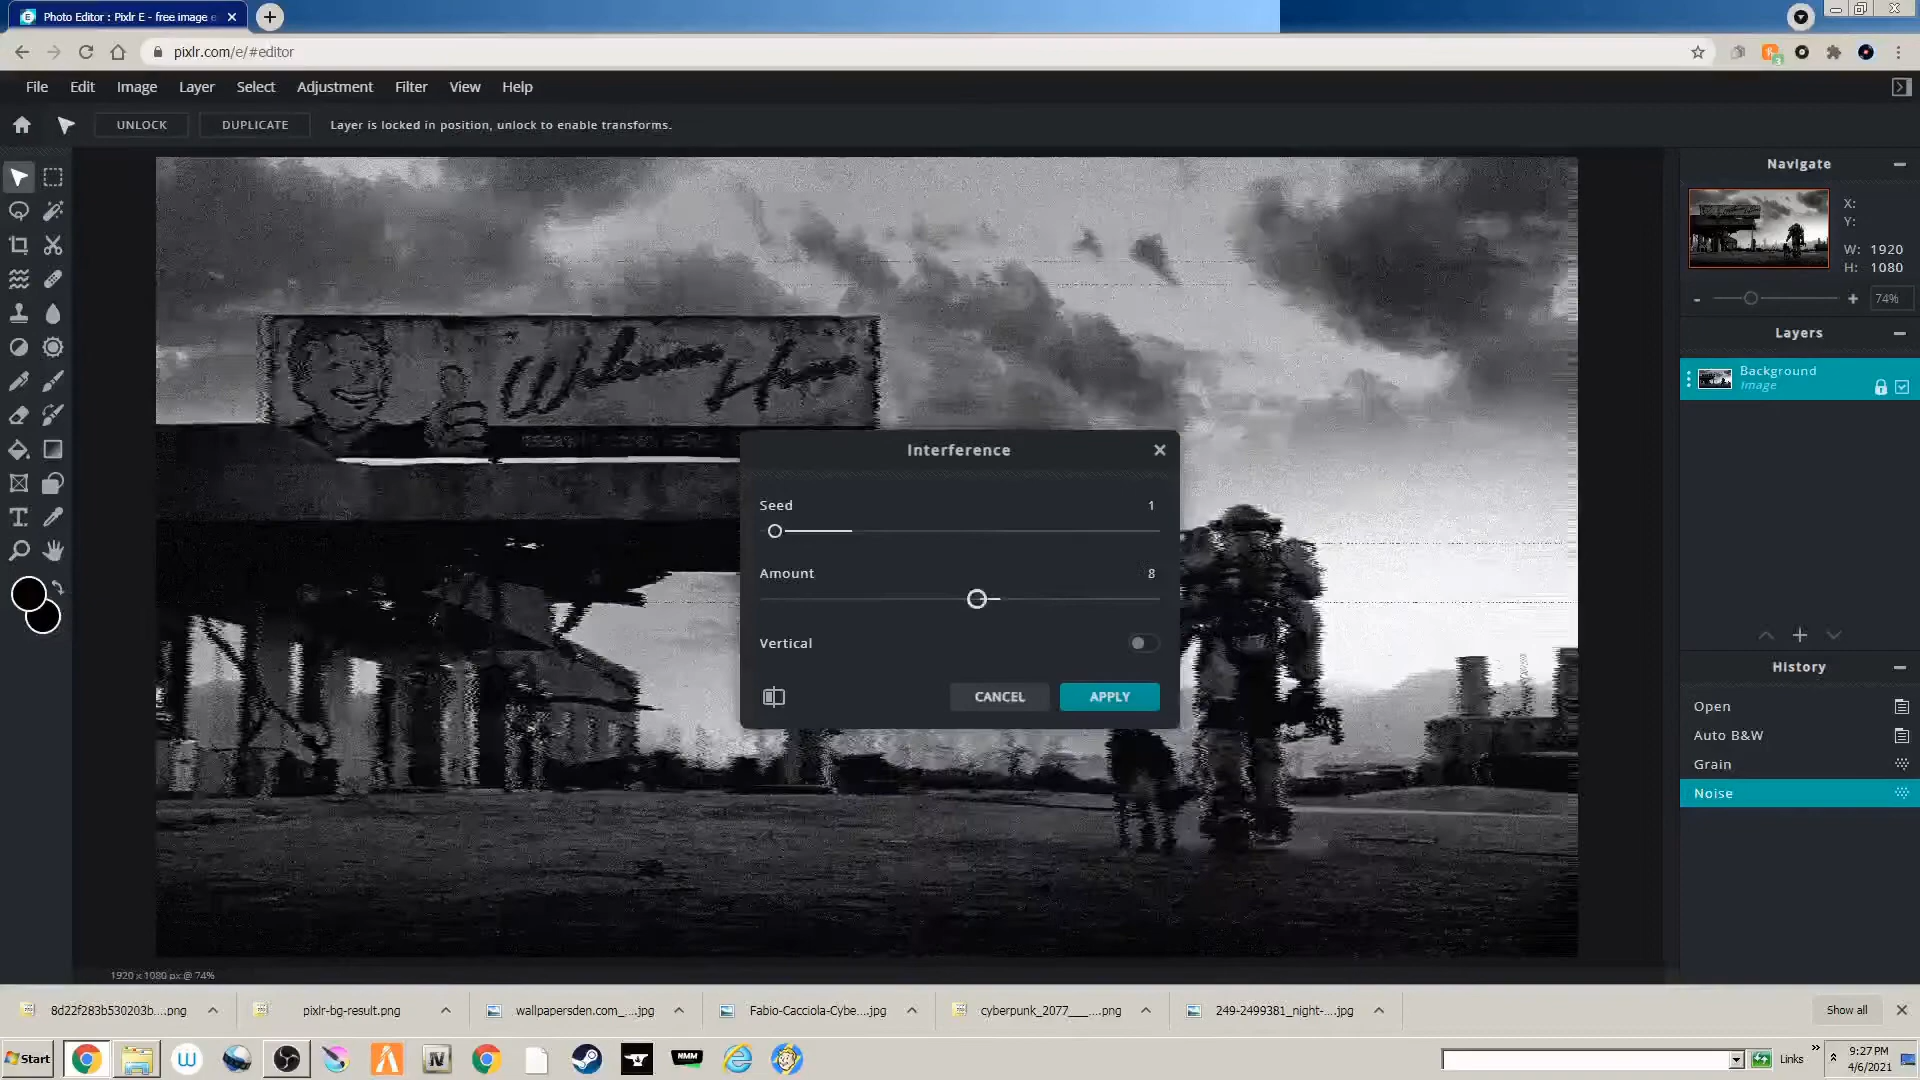 Photo Editor : Pixlr E - free image e
pixlr.com/e/#editor
File Edit Image Layer Select Adjustment Filter View Help
UNLOCK DUPLICATE Layer is locked in position, unlock to enable transforms.
Navigate
X:
Y:
W: 1920
H: 1080
74%
Layers
Background
Image
Interference
Seed 1
Amount 8
Vertical
CANCEL APPLY
History
Open
Auto B&W
Grain
Noise
1920 x 1080 px @ 74%
8d22f283b530203b....png pixlr-bg-result.png wallpapersden.com_...jpg Fabio-Cacciola-Cybe....jpg cyberpunk_2077___....png 249-2499381_night-....jpg Show all
Start NMM Links
9:27 PM
4/6/2021